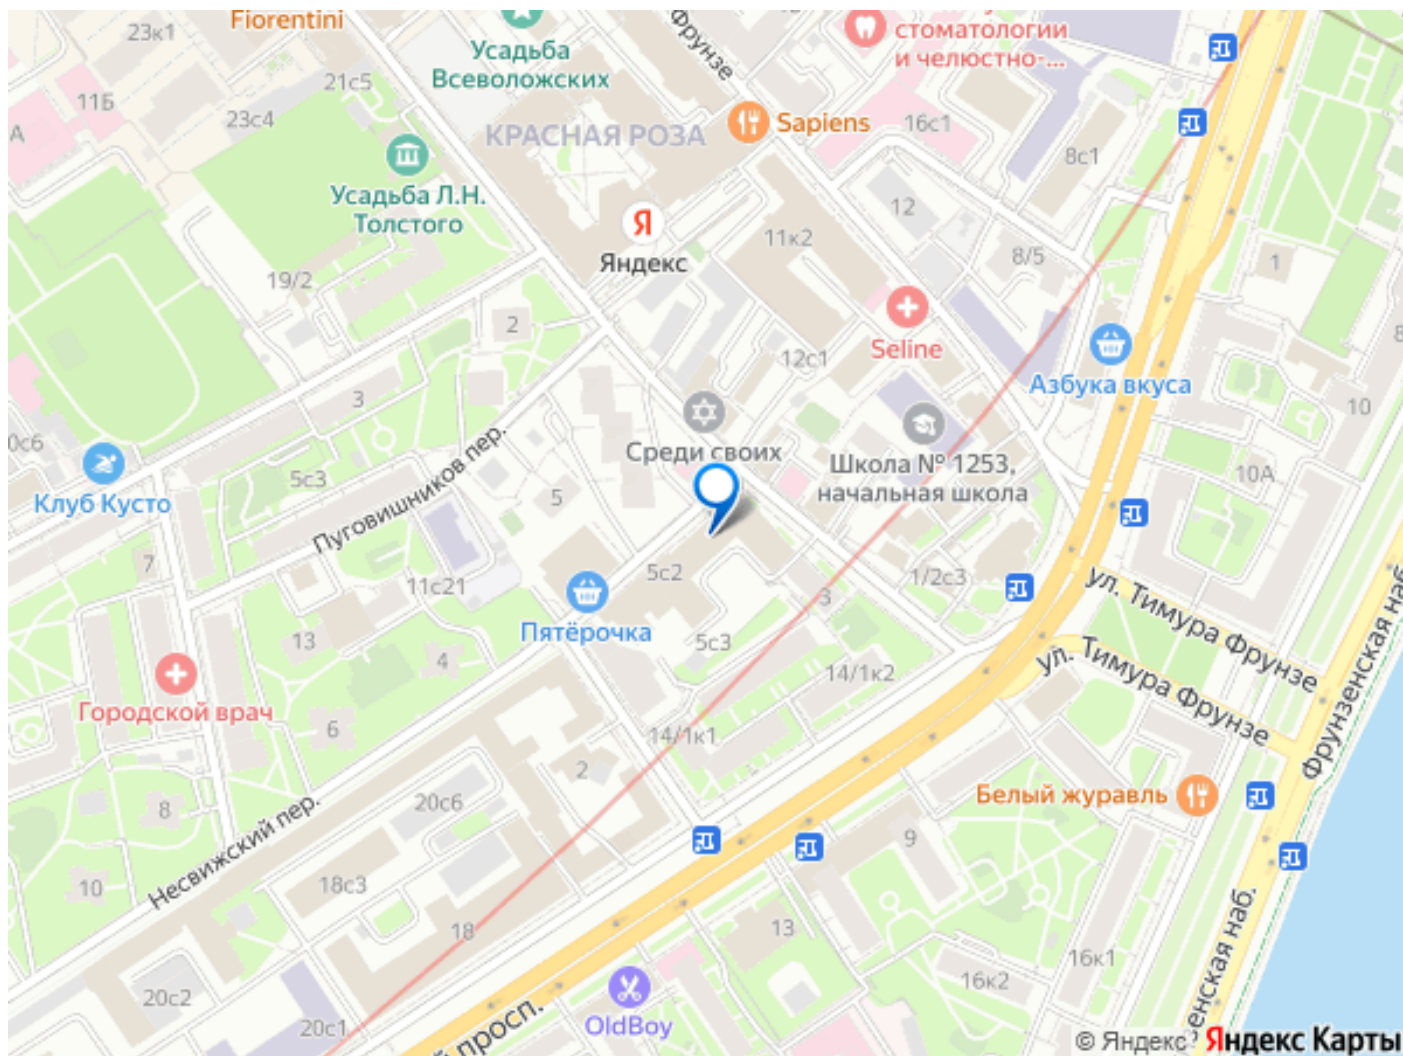 Fiorentini
23к1
Усадьба
Всеволожских
Фрунзе
стоматологии
и челюстно-...
21с5
11Б
23с4
А
КРАСНАЯ РОЗА
Sapiens
16с1
8с1
Усадьба Л.Н.
Толстого
12
Я
Яндекс
11к2
8/5
1
19/2
2
Seline
12с1
Азбука вкуса
3
10
0с6
Среди своих
Школа № 1253,
начальная школа
10А
Клуб Кусто
5с3
5
Пуговишников пер.
7
11с21
5с2
1/2с3
3
ул. Тимура Фрунзе
Пятёрочка
13
4
5с3
14/1к2
ул. Тимура Фрунзе
Фрунзенская наб.
Городской врач
6
14/1к1
2
8
20с6
Белый журавль
Несвижский пер.
9
10
18с3
18
13
16к1
16к2
20с2
20с1
OldBoy
просп.
енская наб.
© Яндекс
Яндекс Карты